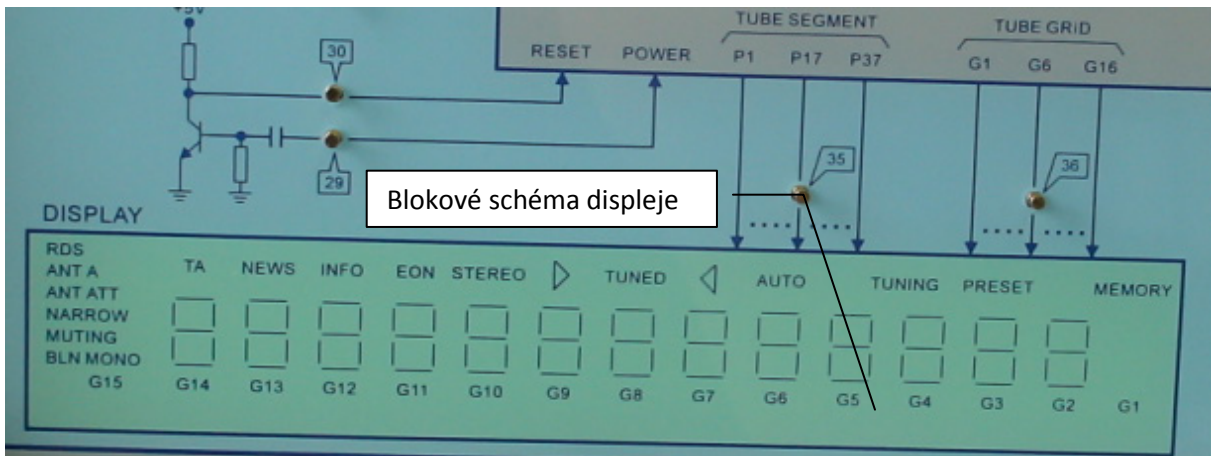 +5V
TUBE SEGMENT
TUBE GRID
RESET POWER P1 P17 P37 G1 G6 G16
30
29
35
36
Blokové schéma displeje
DISPLAY
RDS
ANT A
ANT ATT
NARROW
MUTING
BLN MONO
TA NEWS INFO EON STEREO TUNED AUTO TUNING PRESET MEMORY
G15 G14 G13 G12 G11 G10 G9 G8 G7 G6 G5 G4 G3 G2 G1